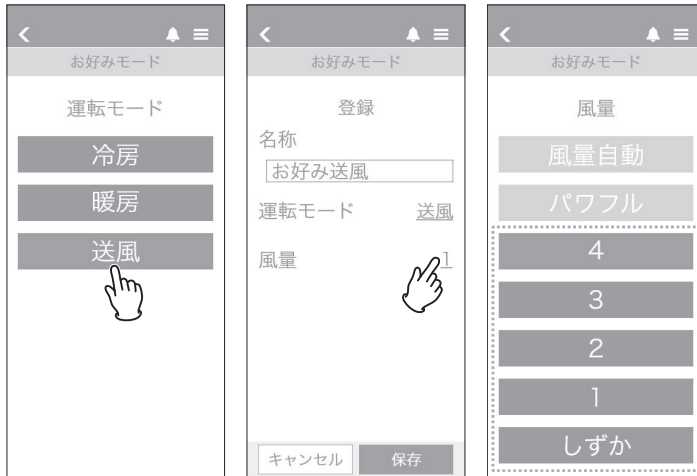 お好みモード
運転モード
冷房
暖房
送風
お好みモード
登録
名称
お好み送風
運転モード 送風
風量 1
キャンセル 保存
お好みモード
風量
風量自動
パワフル
4
3
2
1
しずか